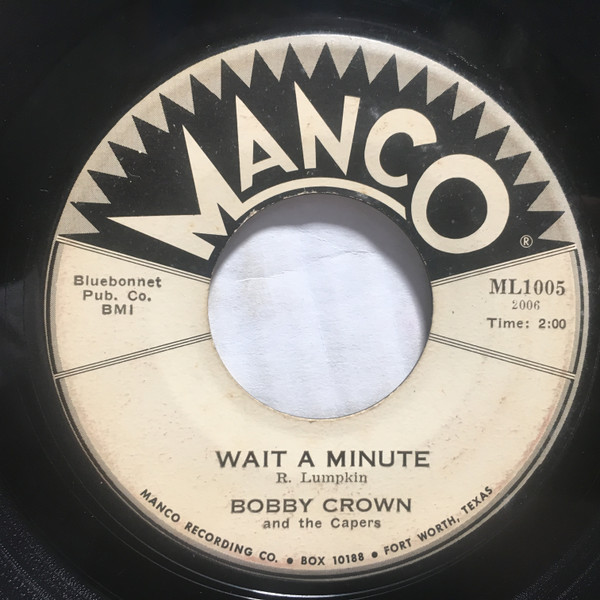 MANCO
®
Bluebonnet
Pub. Co.
BMI
ML1005
2006
Time: 2:00
WAIT A MINUTE
R. Lumpkin
BOBBY CROWN
and the Capers
MANCO RECORDING CO. • BOX 10188 • FORT WORTH, TEXAS